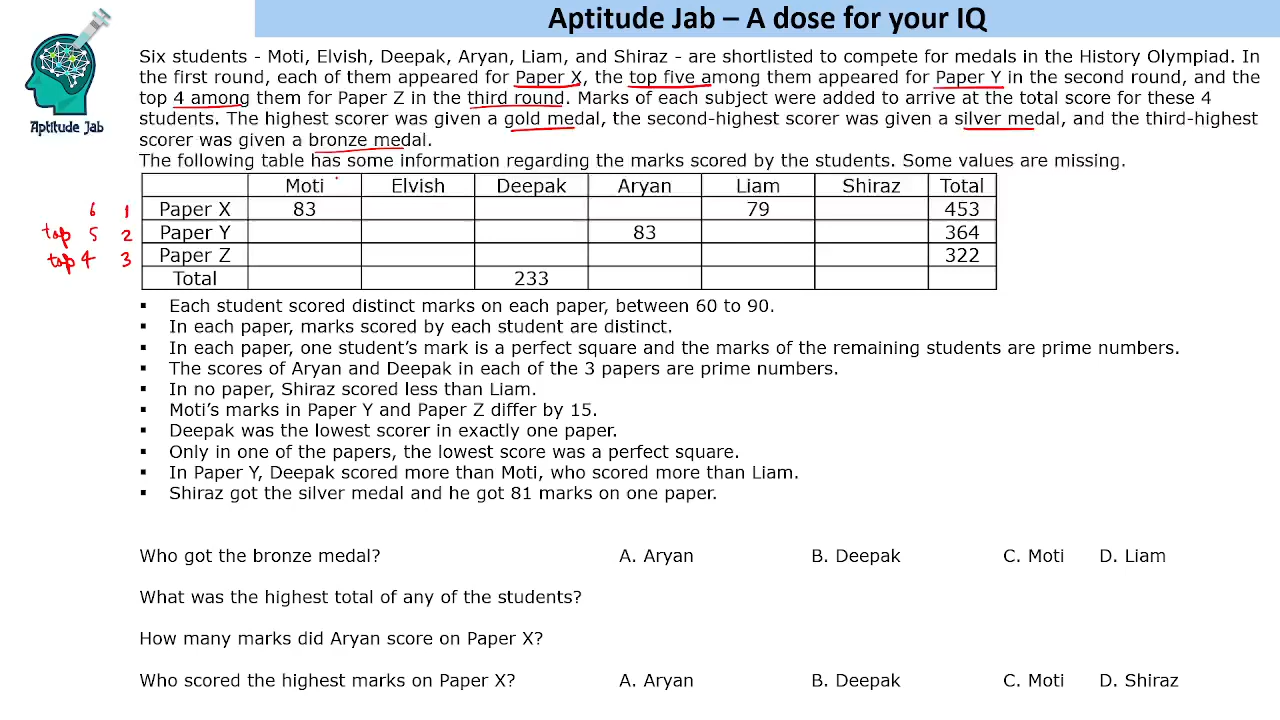 Aptitude Jab – A dose for your IQ
Aptitude Jab
Six students - Moti, Elvish, Deepak, Aryan, Liam, and Shiraz - are shortlisted to compete for medals in the History Olympiad. In
the first round, each of them appeared for Paper X, the top five among them appeared for Paper Y in the second round, and the
top 4 among them for Paper Z in the third round. Marks of each subject were added to arrive at the total score for these 4
students. The highest scorer was given a gold medal, the second-highest scorer was given a silver medal, and the third-highest
scorer was given a bronze medal.
The following table has some information regarding the marks scored by the students. Some values are missing.
Moti Elvish Deepak Aryan Liam Shiraz Total
6 1 Paper X 83 79 453
top 5 2 Paper Y 83 364
top 4 3 Paper Z 322
Total 233
▪ Each student scored distinct marks on each paper, between 60 to 90.
▪ In each paper, marks scored by each student are distinct.
▪ In each paper, one student's mark is a perfect square and the marks of the remaining students are prime numbers.
▪ The scores of Aryan and Deepak in each of the 3 papers are prime numbers.
▪ In no paper, Shiraz scored less than Liam.
▪ Moti's marks in Paper Y and Paper Z differ by 15.
▪ Deepak was the lowest scorer in exactly one paper.
▪ Only in one of the papers, the lowest score was a perfect square.
▪ In Paper Y, Deepak scored more than Moti, who scored more than Liam.
▪ Shiraz got the silver medal and he got 81 marks on one paper.
Who got the bronze medal? A. Aryan B. Deepak C. Moti D. Liam
What was the highest total of any of the students?
How many marks did Aryan score on Paper X?
Who scored the highest marks on Paper X? A. Aryan B. Deepak C. Moti D. Shiraz